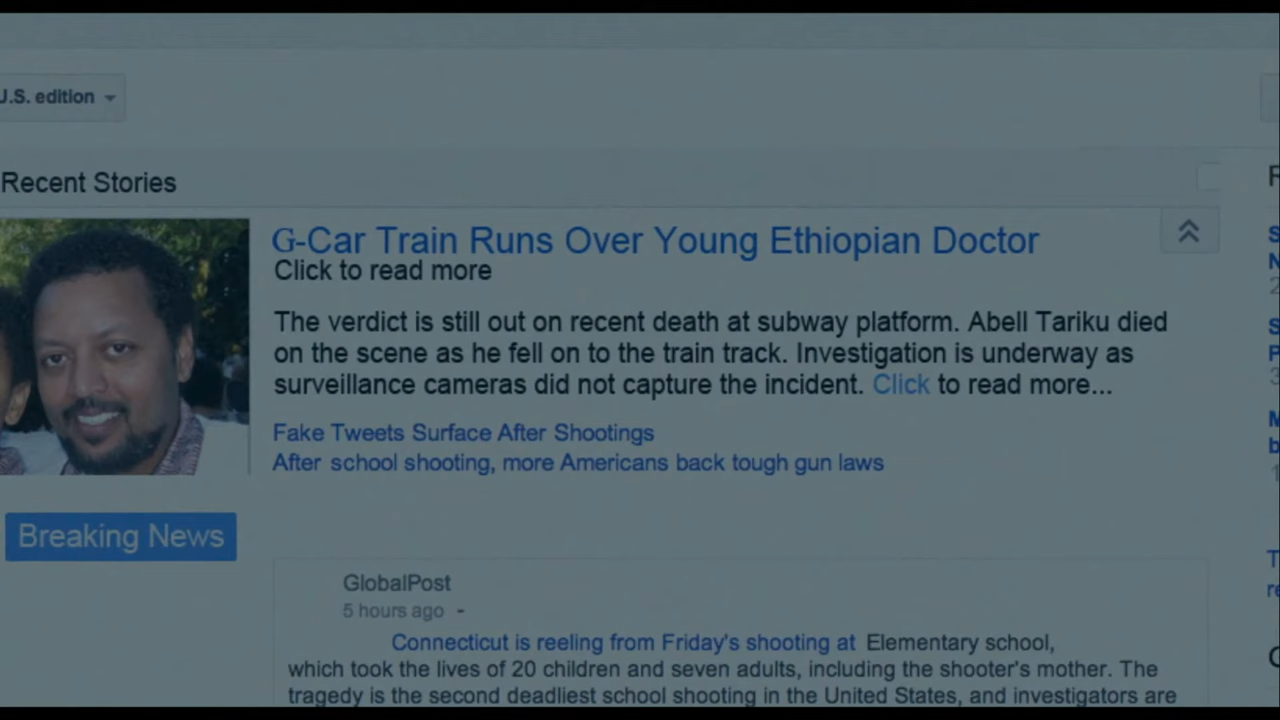 U.S. edition
Recent Stories
G-Car Train Runs Over Young Ethiopian Doctor
Click to read more
The verdict is still out on recent death at subway platform. Abell Tariku died
on the scene as he fell on to the train track. Investigation is underway as
surveillance cameras did not capture the incident. Click to read more...
Fake Tweets Surface After Shootings
After school shooting, more Americans back tough gun laws
Breaking News
GlobalPost
5 hours ago -
Connecticut is reeling from Friday's shooting at Elementary school,
which took the lives of 20 children and seven adults, including the shooter's mother. The
tragedy is the second deadliest school shooting in the United States, and investigators are